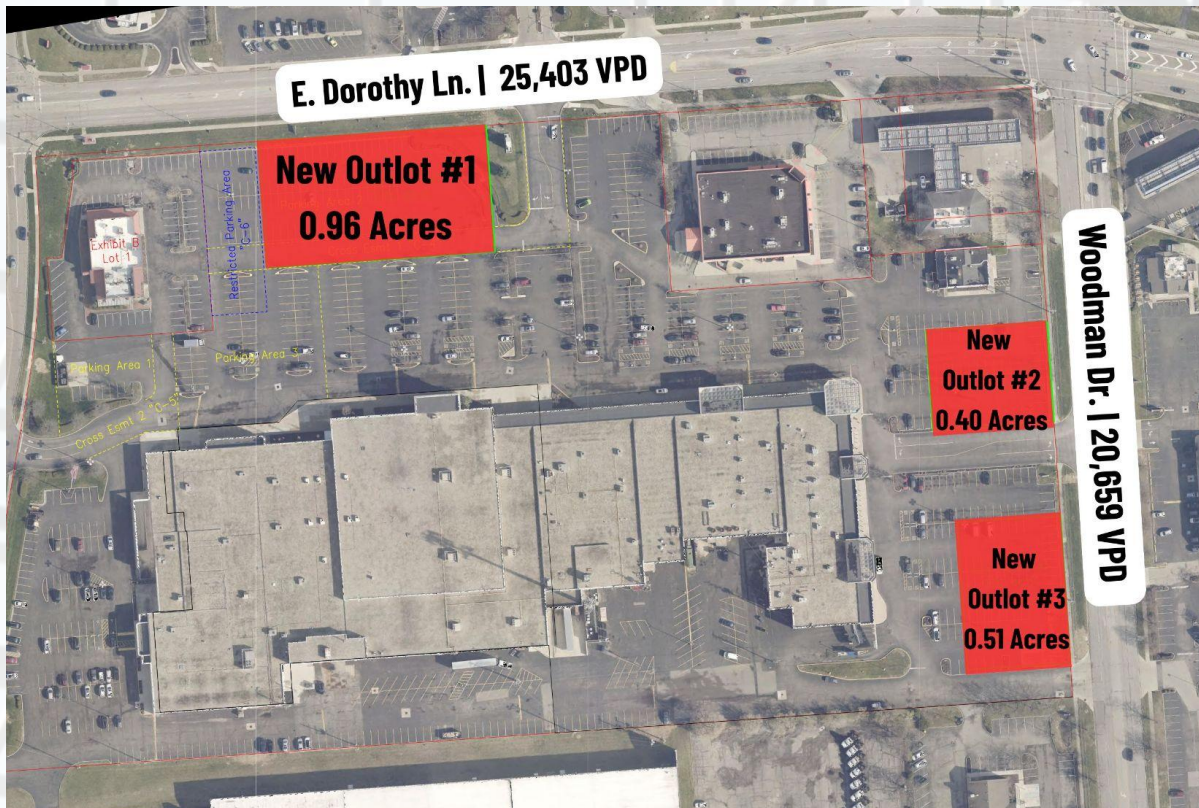 E. Dorothy Ln. | 25,403 VPD
New Outlot #1
0.96 Acres
Restricted Parking Area
"C-6"
Exhibit B
Lot 1
Parking Area 1
Parking Area 3
Cross Esmt 2 "C-5"
New
Outlot #2
0.40 Acres
Woodman Dr. | 20,659 VPD
New
Outlot #3
0.51 Acres